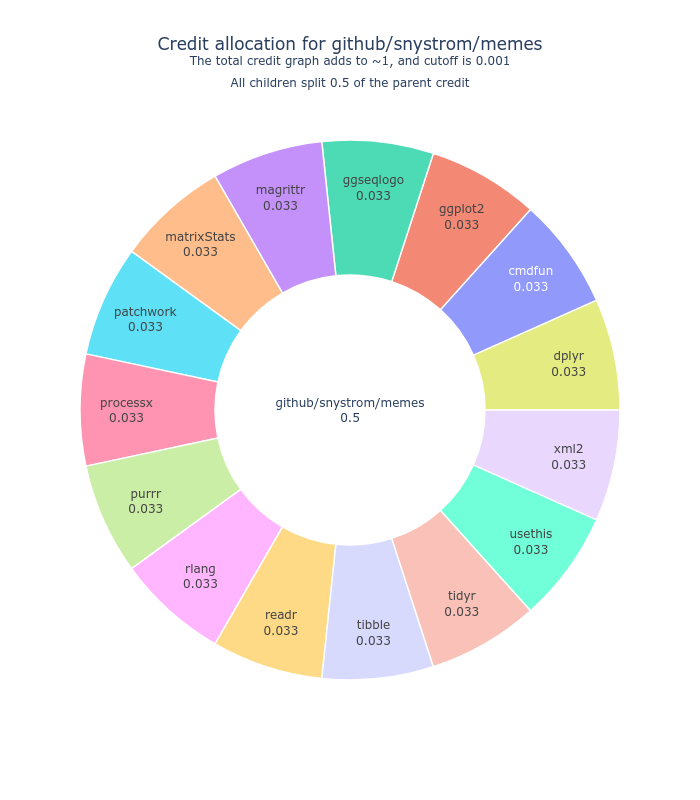 Credit allocation for github/snystrom/memes
The total credit graph adds to ~1, and cutoff is 0.001
All children split 0.5 of the parent credit
ggseqlogo
0.033
magrittr
0.033
ggplot2
0.033
matrixStats
0.033
cmdfun
0.033
patchwork
0.033
dplyr
0.033
processx
0.033
github/snystrom/memes
0.5
xml2
0.033
purrr
0.033
usethis
0.033
rlang
0.033
tidyr
0.033
readr
0.033
tibble
0.033